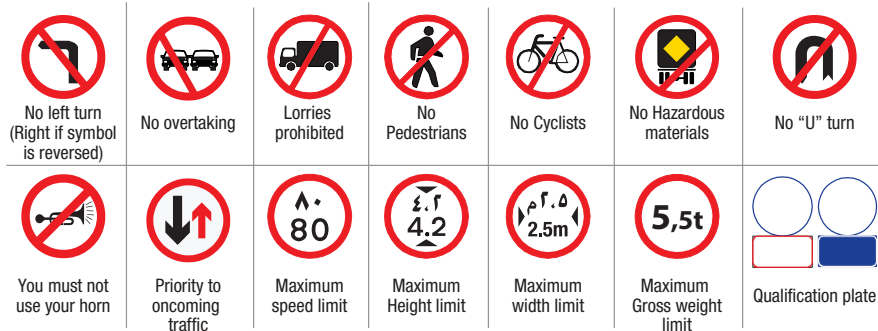 No left turn
(Right if symbol
is reversed)
No overtaking
Lorries
prohibited
No
Pedestrians
No Cyclists
No Hazardous
materials
No “U” turn
٨٠
80
٤.٢
4.2
٢.٥م
2.5m
5,5t
You must not
use your horn
Priority to
oncoming
traffic
Maximum
speed limit
Maximum
Height limit
Maximum
width limit
Maximum
Gross weight
limit
Qualification plate